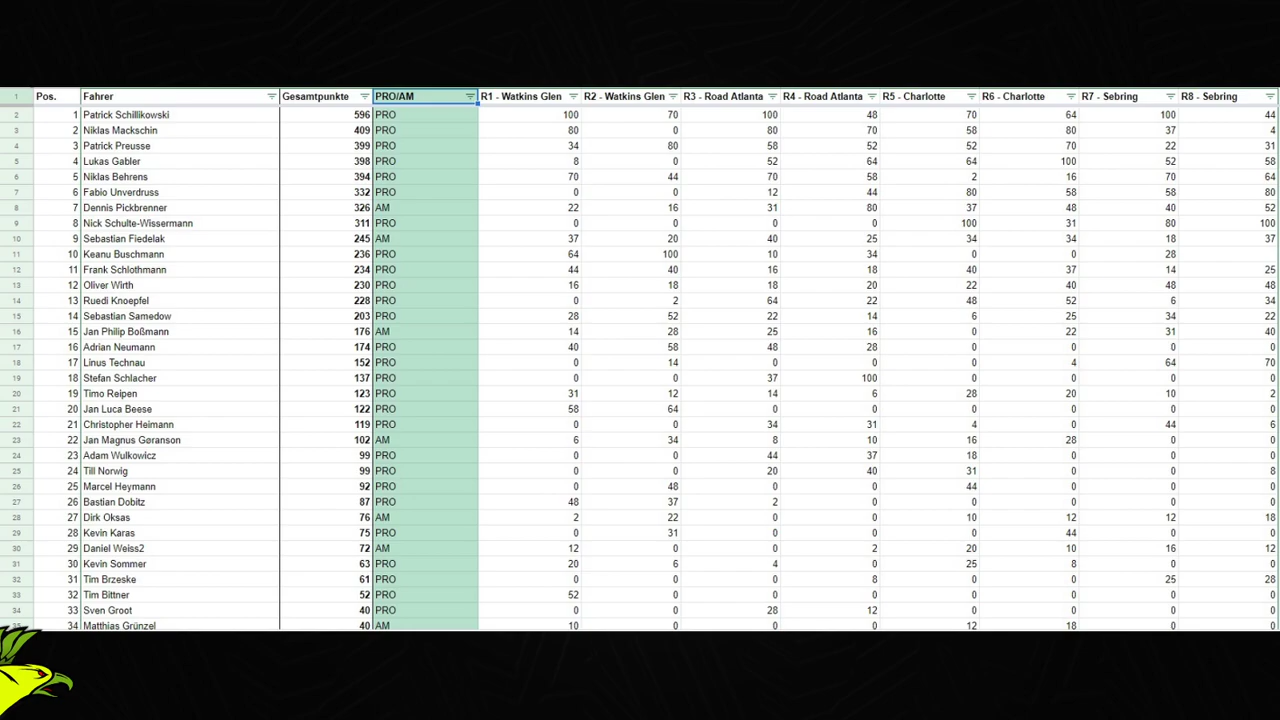 1 Pos. Fahrer Gesamtpunkte PRO/AM R1 - Watkins Glen R2 - Watkins Glen R3 - Road Atlanta R4 - Road Atlanta R5 - Charlotte R6 - Charlotte R7 - Sebring R8 - Sebring
2 1 Patrick Schillikowski 596 PRO 100 70 100 48 70 64 100 44
3 2 Niklas Mackschin 409 PRO 80 0 80 70 58 80 37 4
4 3 Patrick Preusse 399 PRO 34 80 58 52 52 70 22 31
5 4 Lukas Gabler 398 PRO 8 0 52 64 64 100 52 58
6 5 Niklas Behrens 394 PRO 70 44 70 58 2 16 70 64
7 6 Fabio Unverdruss 332 PRO 0 0 12 44 80 58 58 80
8 7 Dennis Pickbrenner 326 AM 22 16 31 80 37 48 40 52
9 8 Nick Schulte-Wissermann 311 PRO 0 0 0 0 100 31 80 100
10 9 Sebastian Fiedelak 245 AM 37 20 40 25 34 34 18 37
11 10 Keanu Buschmann 236 PRO 64 100 10 34 0 0 28
12 11 Frank Schlothmann 234 PRO 44 40 16 18 40 37 14 25
13 12 Oliver Wirth 230 PRO 16 18 18 20 22 40 48 48
14 13 Ruedi Knoepfel 228 PRO 0 2 64 22 48 52 6 34
15 14 Sebastian Samedow 203 PRO 28 52 22 14 6 25 34 22
16 15 Jan Philip Boßmann 176 AM 14 28 25 16 0 22 31 40
17 16 Adrian Neumann 174 PRO 40 58 48 28 0 0 0 0
18 17 Linus Technau 152 PRO 0 14 0 0 0 4 64 70
19 18 Stefan Schlacher 137 PRO 0 0 37 100 0 0 0 0
20 19 Timo Reipen 123 PRO 31 12 14 6 28 20 10 2
21 20 Jan Luca Beese 122 PRO 58 64 0 0 0 0 0 0
22 21 Christopher Heimann 119 PRO 0 0 34 31 4 0 44 6
23 22 Jan Magnus Gøranson 102 AM 6 34 8 10 16 28 0 0
24 23 Adam Wulkowicz 99 PRO 0 0 44 37 18 0 0 0
25 24 Till Norwig 99 PRO 0 0 20 40 31 0 0 8
26 25 Marcel Heymann 92 PRO 0 48 0 0 44 0 0 0
27 26 Bastian Dobitz 87 PRO 48 37 2 0 0 0 0 0
28 27 Dirk Oksas 76 AM 2 22 0 0 10 12 12 18
29 28 Kevin Karas 75 PRO 0 31 0 0 0 44 0 0
30 29 Daniel Weiss2 72 AM 12 0 0 2 20 10 16 12
31 30 Kevin Sommer 63 PRO 20 6 4 0 25 8 0 0
32 31 Tim Brzeske 61 PRO 0 0 0 8 0 0 25 28
33 32 Tim Bittner 52 PRO 52 0 0 0 0 0 0 0
34 33 Sven Groot 40 PRO 0 0 28 12 0 0 0 0
35 34 Matthias Grünzel 40 AM 10 0 0 0 12 18 0 0